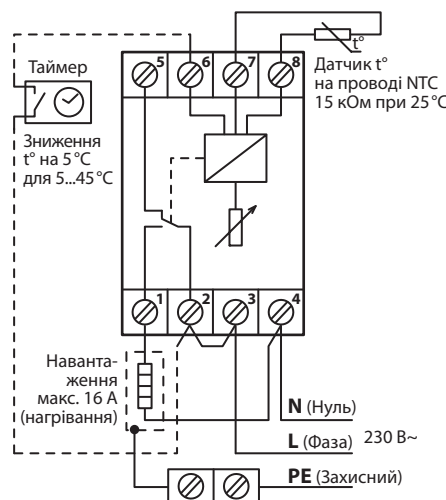 Таймер
Зниження
t° на 5 °C
для 5...45 °C
5
6
7
8
t°
Датчик t°
на проводі NTC
15 кОм при 25 °C
1
2
3
4
Наванта-
ження
макс. 16 А
(нагрівання)
N (Нуль)
L (Фаза) 230 В~
PE (Захисний)